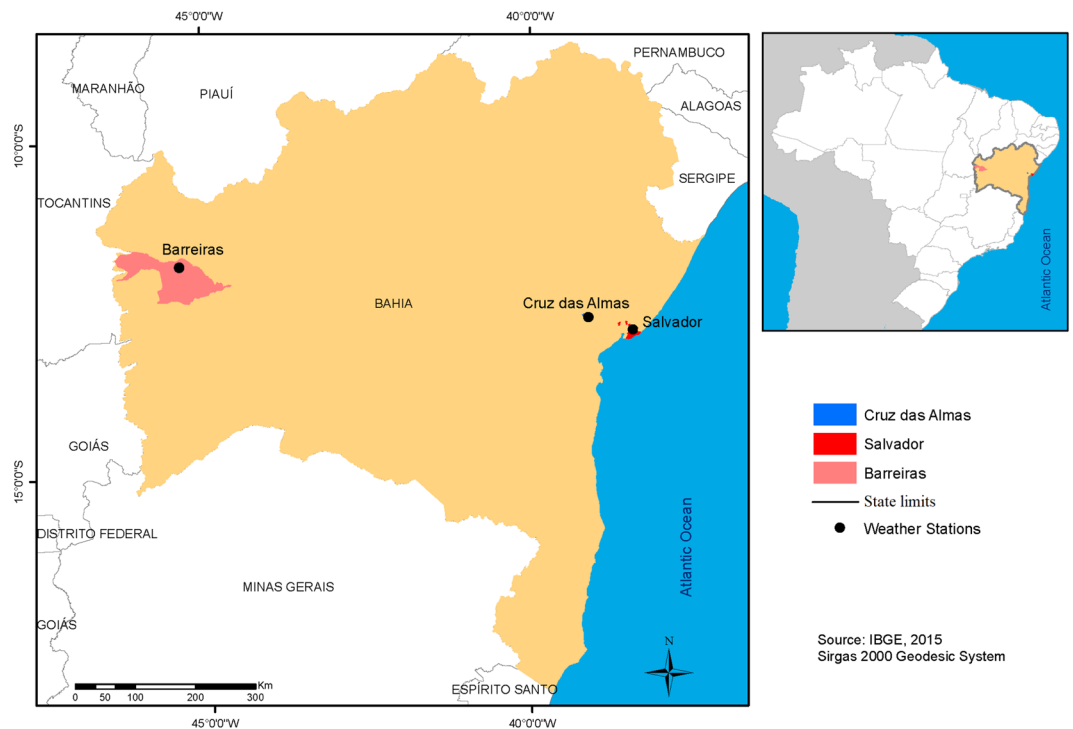 45°0'0"W
40°0'0"W
PERNAMBUCO
MARANHÃO
PIAUÍ
ALAGOAS
10°0'0"S
SERGIPE
TOCANTINS
Barreiras
BAHIA
Cruz das Almas
Salvador
GOIÁS
15°0'0"S
DISTRITO FEDERAL
MINAS GERAIS
GOIÁS
Atlantic Ocean
N
ESPÍRITO SANTO
Km
0 50 100 200 300
45°0'0"W
40°0'0"W
Atlantic Ocean
Cruz das Almas
Salvador
Barreiras
State limits
Weather Stations
Source: IBGE, 2015
Sirgas 2000 Geodesic System